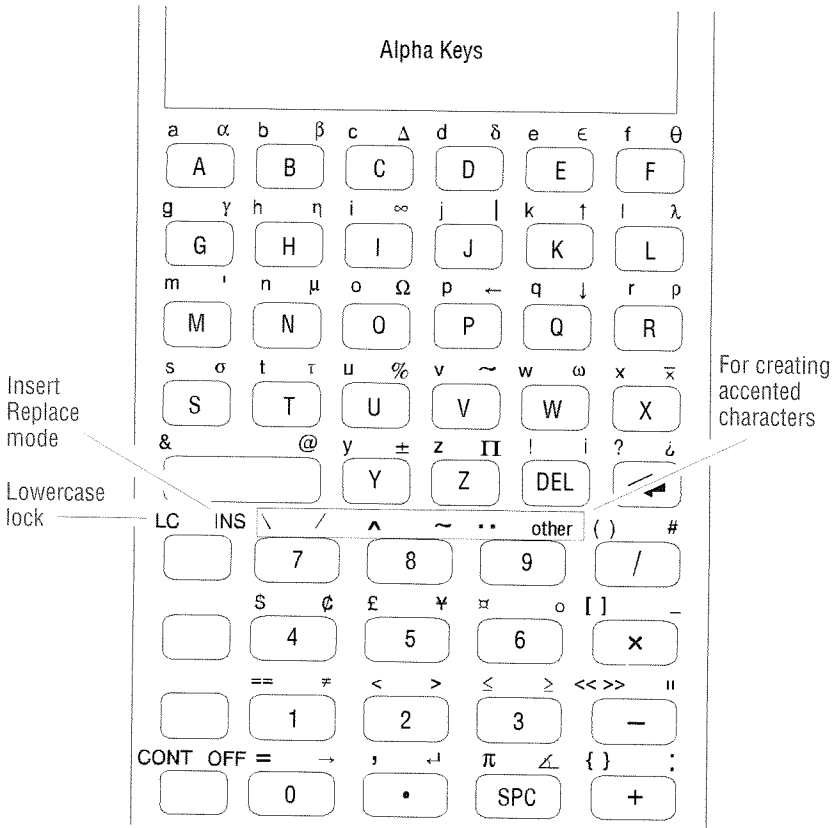 Alpha Keys
a α b β c Δ d δ e ∈ f θ
A B C D E F
g γ h η i ∞ j | k ↑ l λ
G H I J K L
m ' n μ o Ω p ← q ↓ r ρ
M N O P Q R
s σ t τ u % v ~ w ω x x̅
S T U V W X
For creating
accented
characters
Insert
Replace
mode
& @ y ± z Π ! ¡ ? ¿
Y Z DEL
Lowercase
lock
LC INS \ / ^ ~ ·· other ( ) #
7 8 9 /
$ ¢ £ ¥ ¤ o [ ] _
4 5 6 ×
== ≠ < > ≤ ≥ << >> "
1 2 3 −
CONT OFF = → , ↵ π ∡ { } :
0 • SPC +